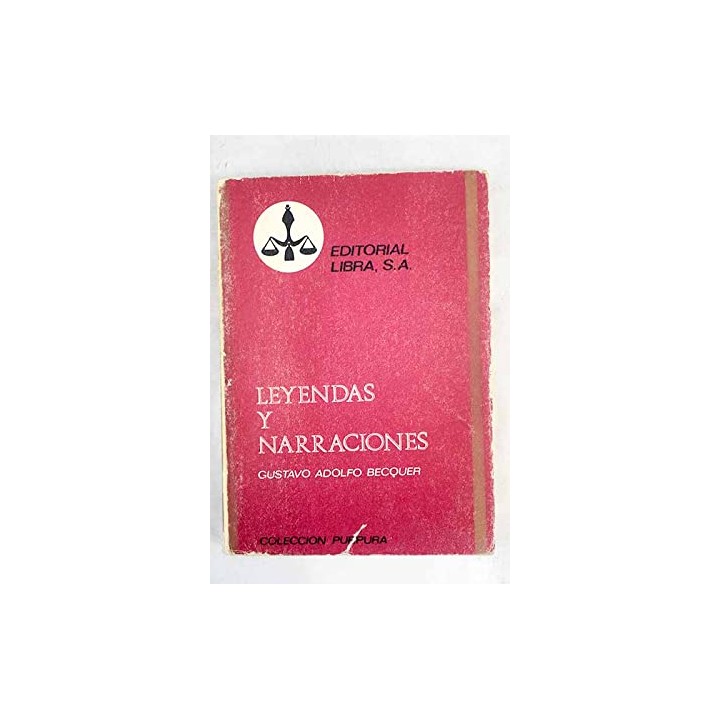 EDITORIAL
LIBRA, S.A.
LEYENDAS
Y
NARRACIONES
GUSTAVO ADOLFO BECQUER
COLECCION PURPURA